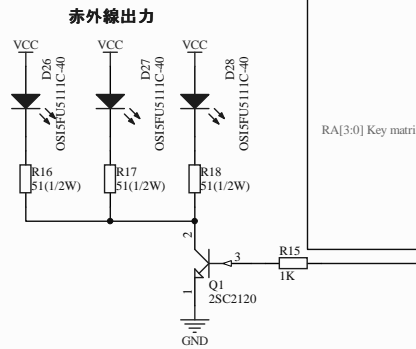 赤外線出力
VCC
VCC
VCC
D26
OSI5FU5111C-40
D27
OSI5FU5111C-40
D28
OSI5FU5111C-40
R16
51(1/2W)
R17
51(1/2W)
R18
51(1/2W)
RA[3:0] Key matri
2
3
1
Q1
2SC2120
R15
1K
GND